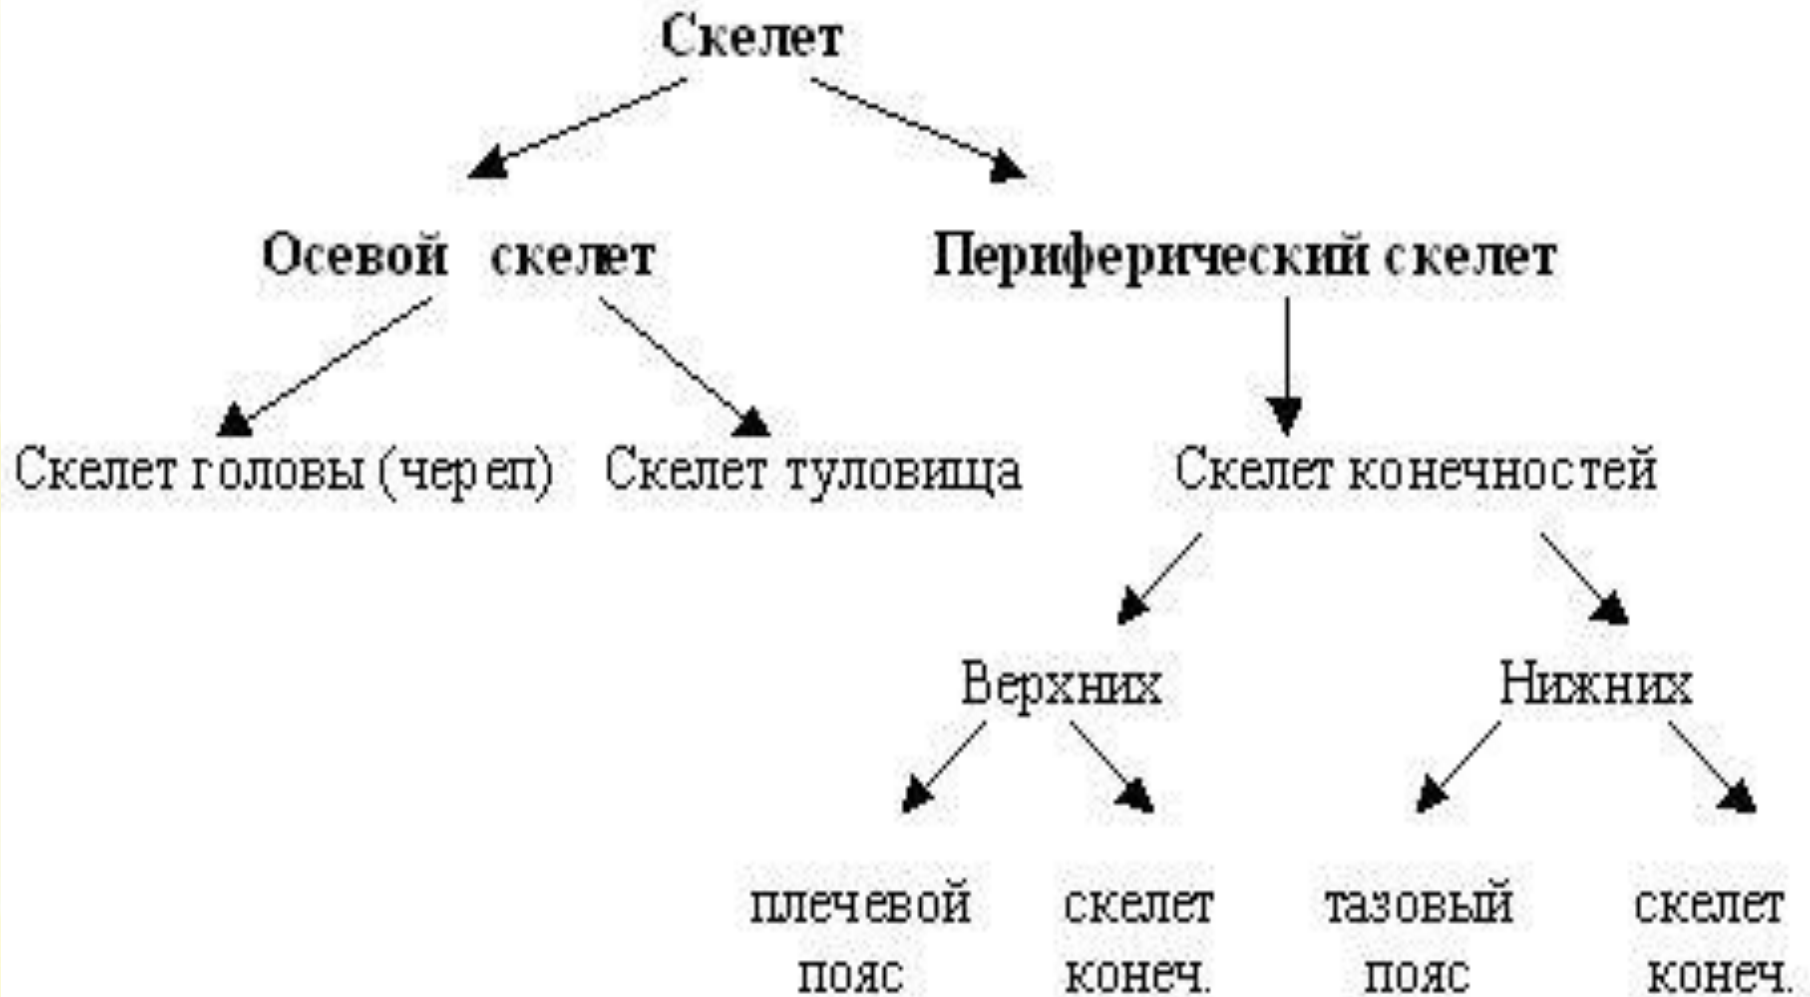 Скелет
Осевой скелет Периферический скелет
Скелет головы (череп) Скелет туловища Скелет конечностей
Верхних Нижних
плечевой скелет тазовый скелет
пояс конеч. пояс конеч.